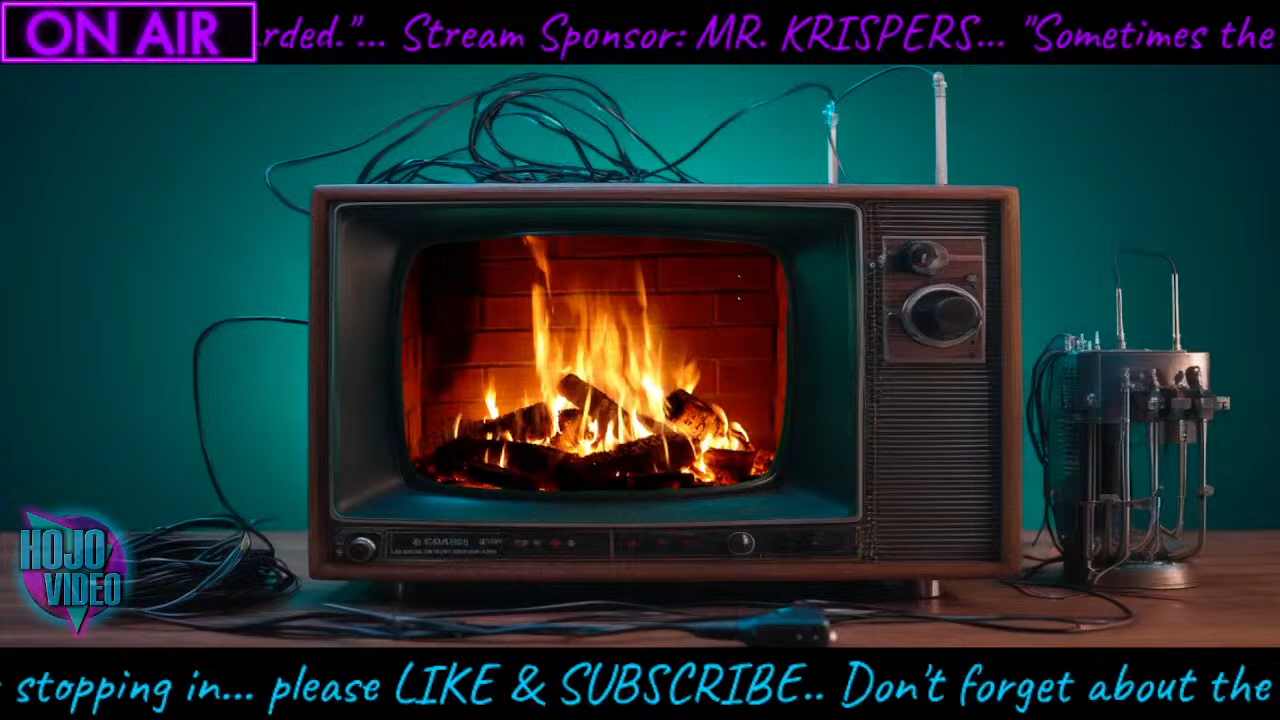 ON AIR
rded."... Stream Sponsor: MR. KRISPERS... "Sometimes the
HOJO
VIDEO
stopping in... please LIKE & SUBSCRIBE.. Don't forget about the